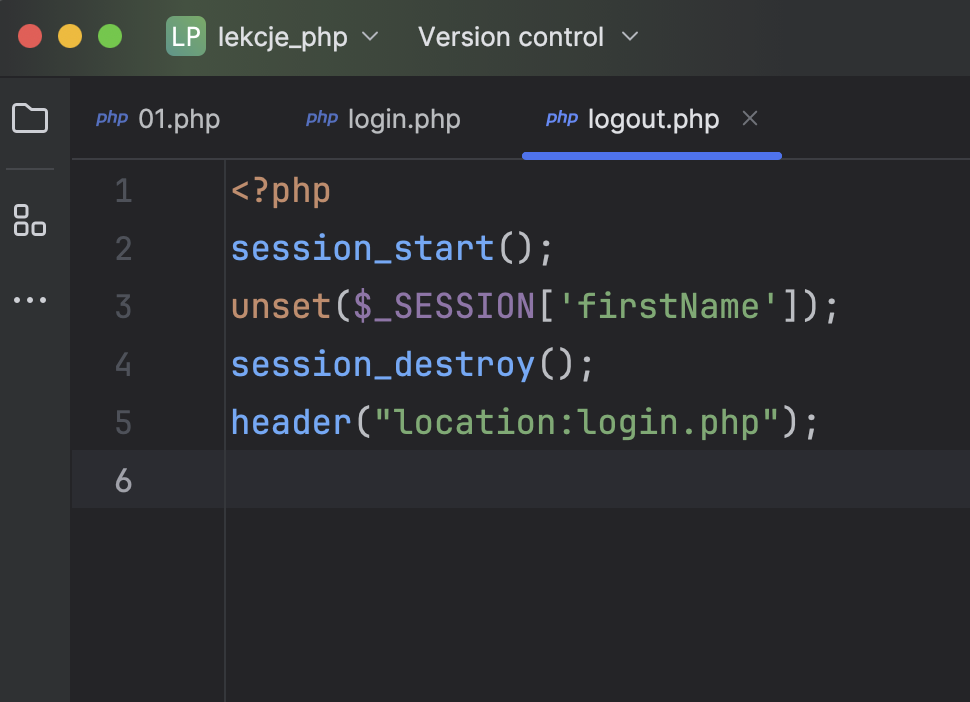 LP lekcje_php Version control
php 01.php php login.php php logout.php
1 <?php
2 session_start();
3 unset($_SESSION['firstName']);
4 session_destroy();
5 header("location:login.php");
6